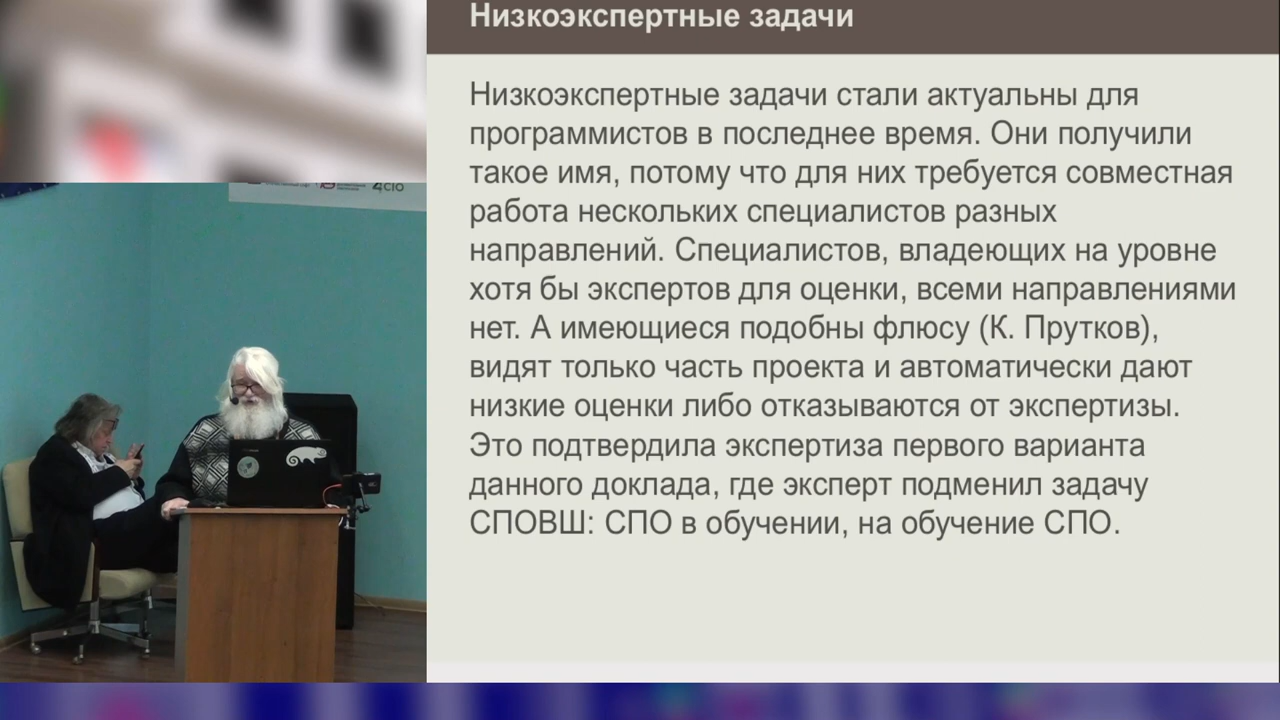 Низкоэкспертные задачи
Низкоэкспертные задачи стали актуальны для
программистов в последнее время. Они получили
такое имя, потому что для них требуется совместная
работа нескольких специалистов разных
направлений. Специалистов, владеющих на уровне
хотя бы экспертов для оценки, всеми направлениями
нет. А имеющиеся подобны флюсу (К. Прутков),
видят только часть проекта и автоматически дают
низкие оценки либо отказываются от экспертизы.
Это подтвердила экспертиза первого варианта
данного доклада, где эксперт подменил задачу
СПОВШ: СПО в обучении, на обучение СПО.